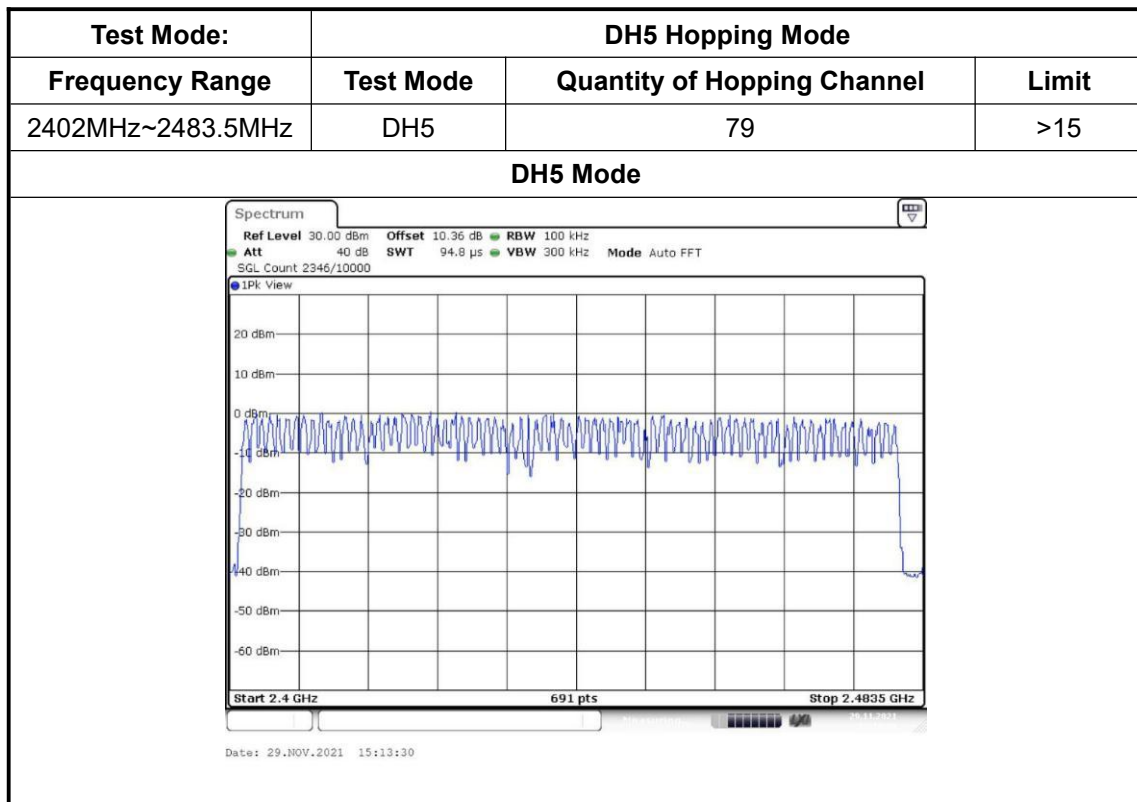 Test Mode: DH5 Hopping Mode
Frequency Range Test Mode Quantity of Hopping Channel Limit
2402MHz~2483.5MHz DH5 79 >15
DH5 Mode
Spectrum
Ref Level 30.00 dBm Offset 10.36 dB RBW 100 kHz
Att 40 dB SWT 94.8 µs VBW 300 kHz Mode Auto FFT
SGL Count 2346/10000
1Pk View
20 dBm
10 dBm
0 dBm
-10 dBm
-20 dBm
-30 dBm
-40 dBm
-50 dBm
-60 dBm
Start 2.4 GHz 691 pts Stop 2.4835 GHz
Measuring... 29.11.2021
Date: 29.NOV.2021 15:13:30